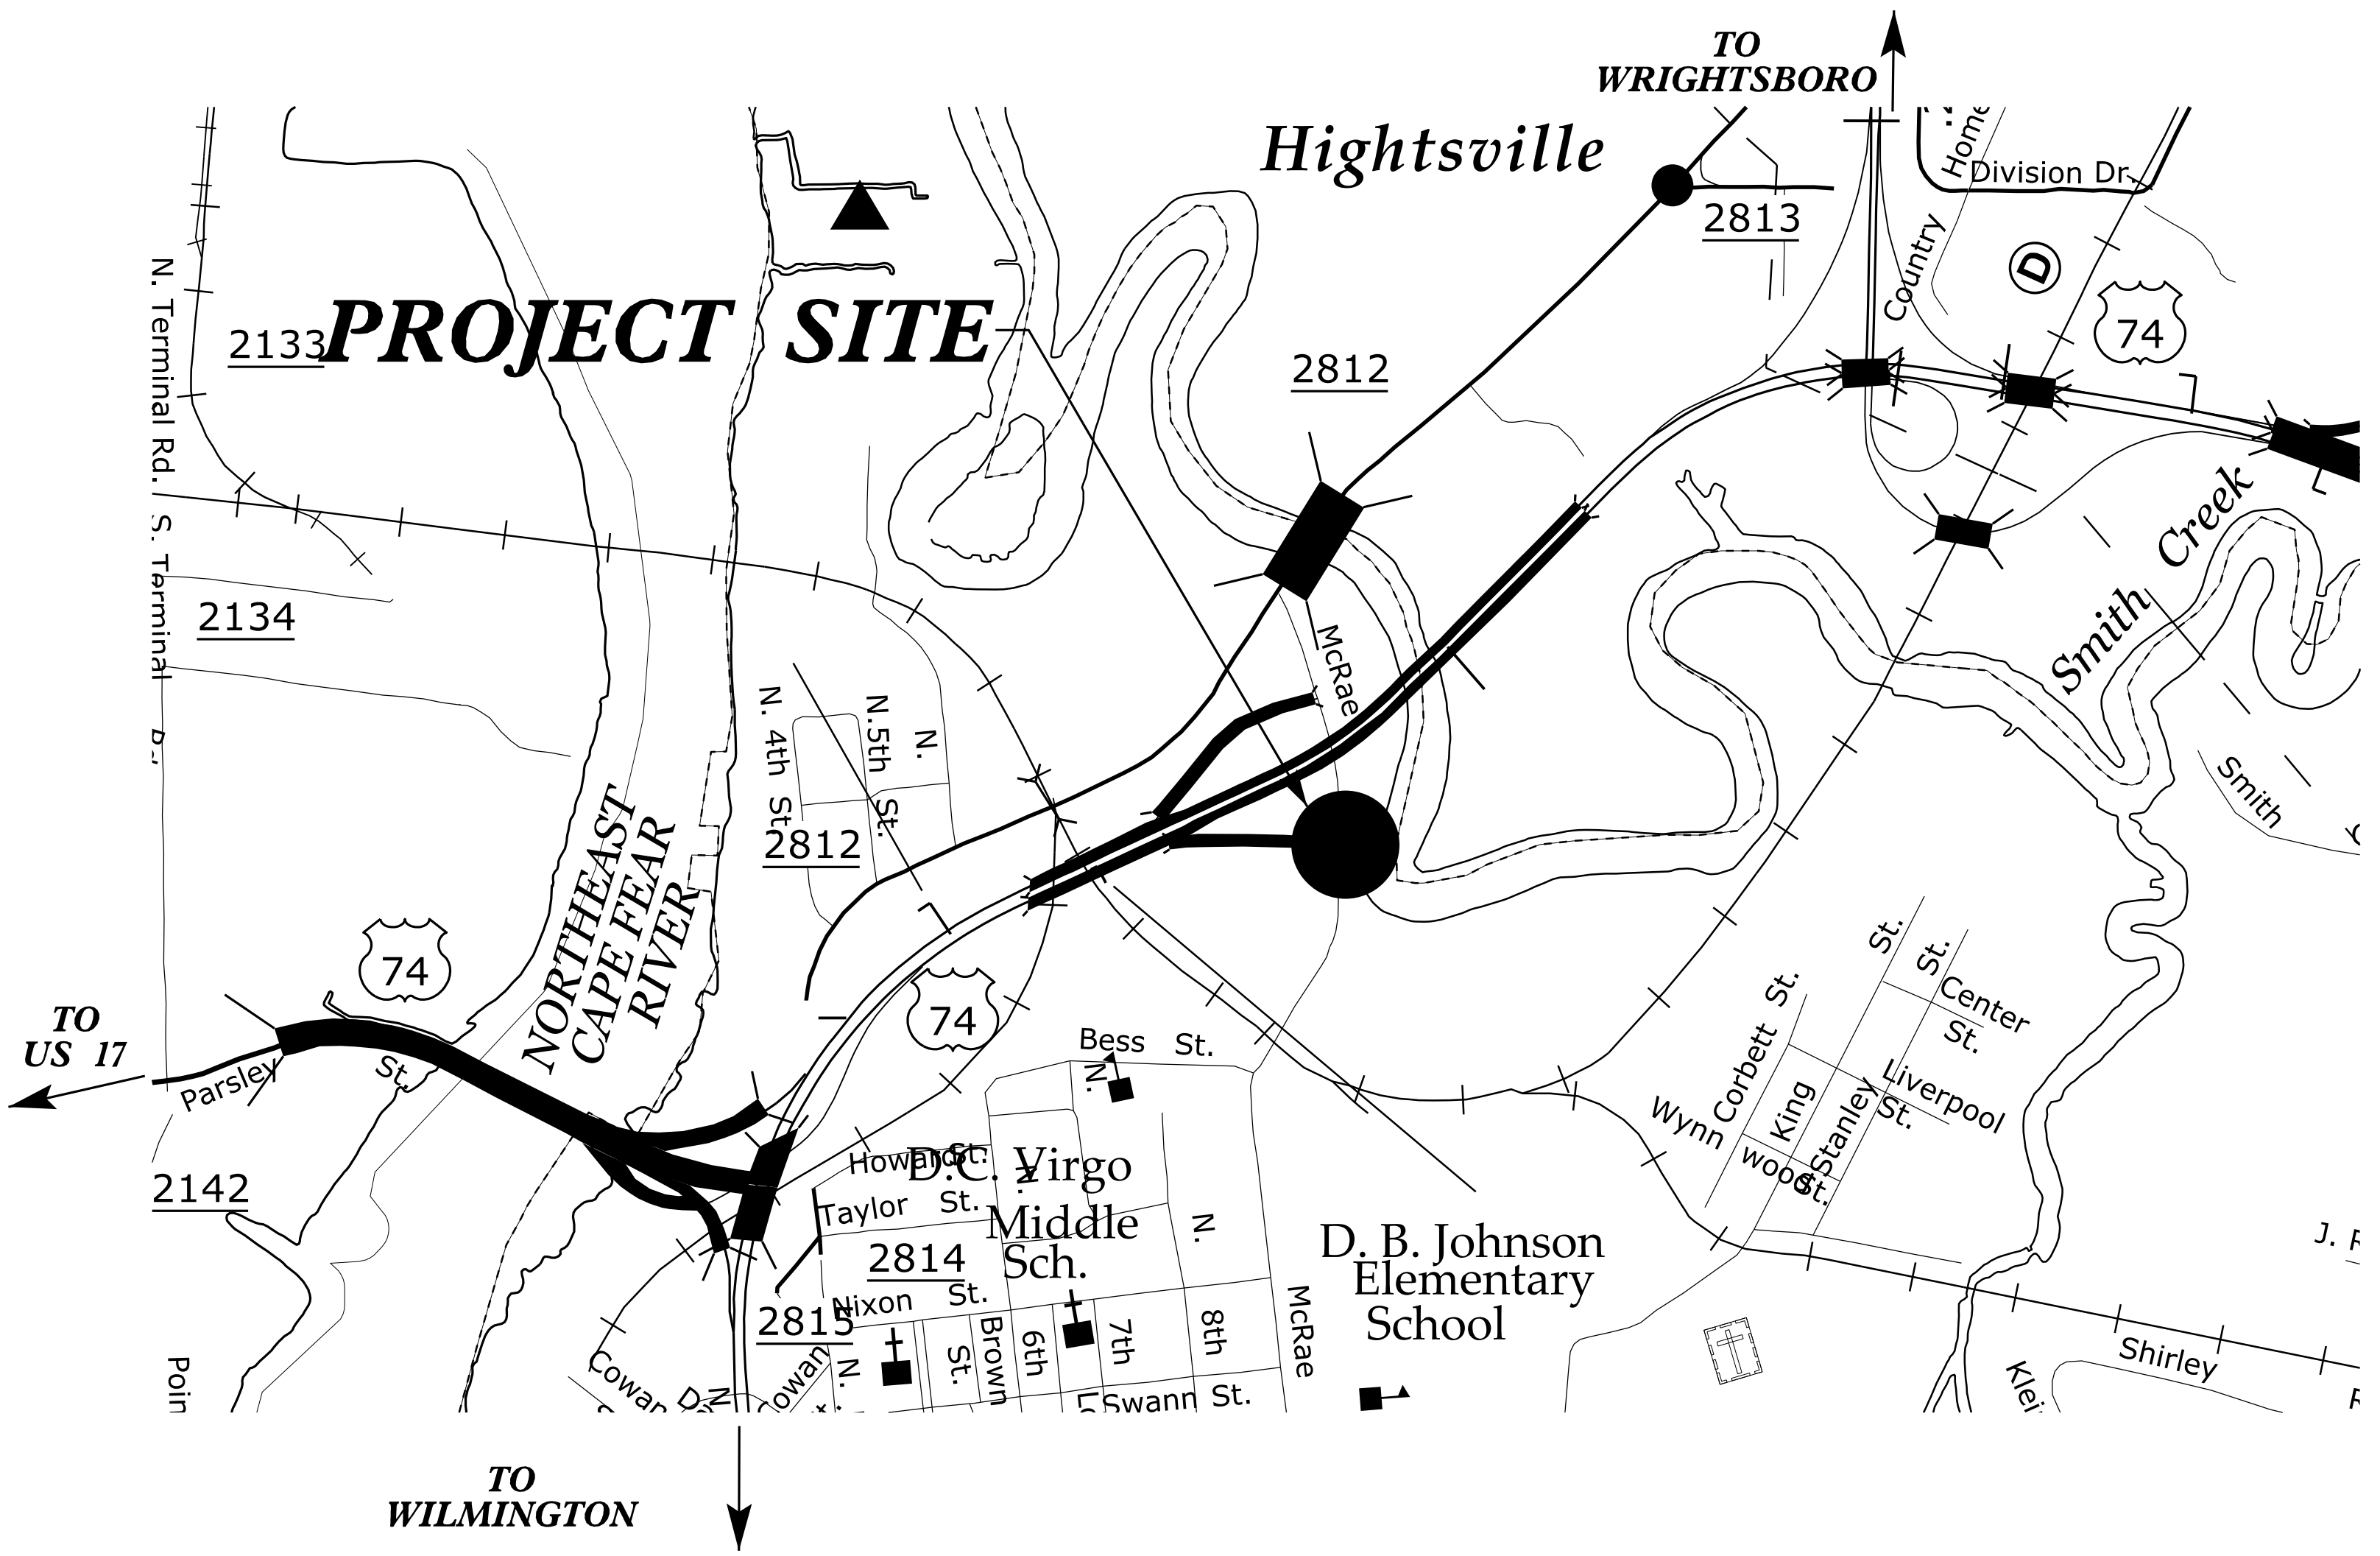 TO
WRIGHTSBORO
Hightsville
Home
Division Dr.
2813
Country
D
74
N. Terminal Rd.
2133
PROJECT SITE
2812
Smith Creek
S. Terminal
2134
McRae
N. 4th St.
N. 5th St.
N.
2812
Smith
NORTHEAST
CAPE FEAR
RIVER
74
74
TO
US 17
Parsley St.
Bess St.
N.
St.
St.
Center St.
Corbett St.
King
Stanley
Liverpool St.
Wynn wood St.
2142
Howard St.
D.C. Virgo
Middle
Sch.
N.
Taylor St.
2814
Nixon St.
2815
N.
D. B. Johnson
Elementary
School
J.
Brown
St.
6th
7th
8th
McRae
N.
N
Cowan
Swann St.
Shirley
Poin
Klei
TO
WILMINGTON